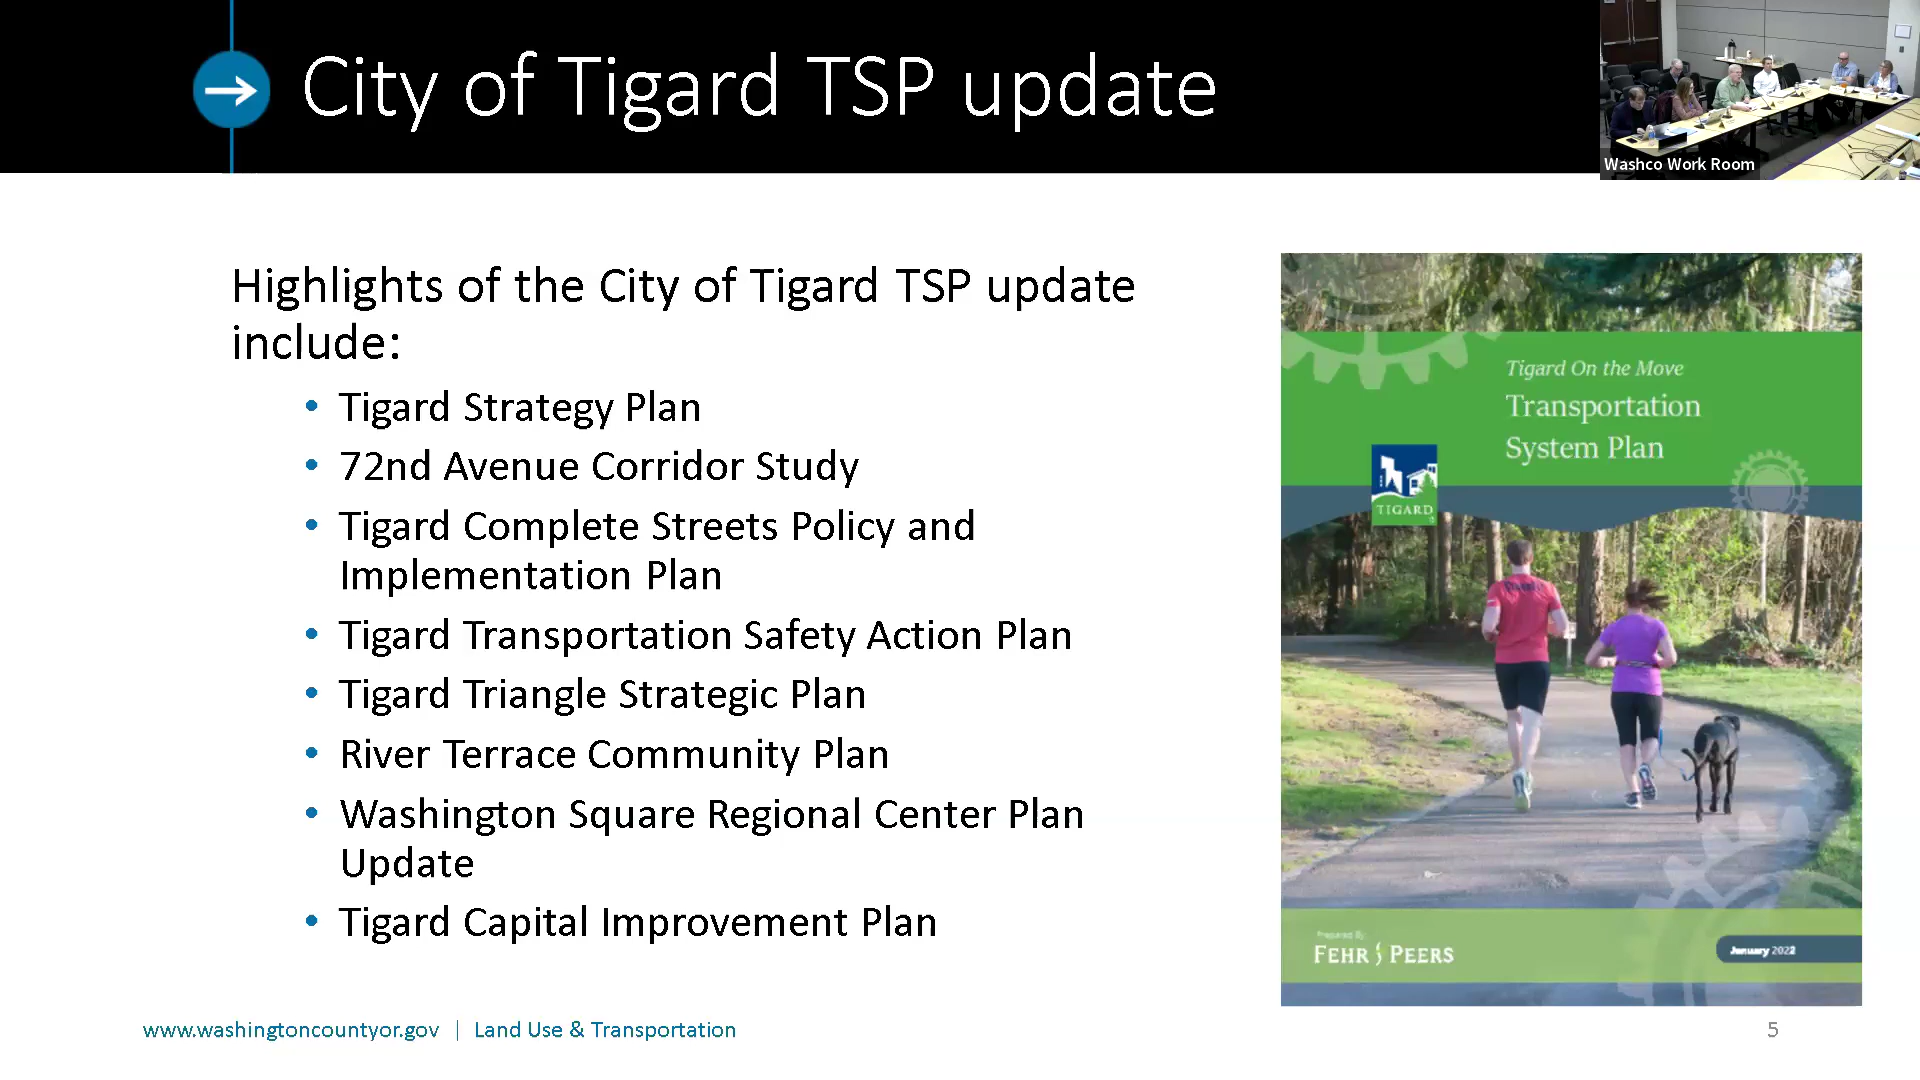 City of Tigard TSP update
Washco Work Room
Highlights of the City of Tigard TSP update
include:
• Tigard Strategy Plan
• 72nd Avenue Corridor Study
• Tigard Complete Streets Policy and
Implementation Plan
• Tigard Transportation Safety Action Plan
• Tigard Triangle Strategic Plan
• River Terrace Community Plan
• Washington Square Regional Center Plan
Update
• Tigard Capital Improvement Plan
Tigard On the Move
Transportation
System Plan
TIGARD
Prepared By:
FEHR PEERS
January 2022
www.washingtoncountyor.gov | Land Use & Transportation
5